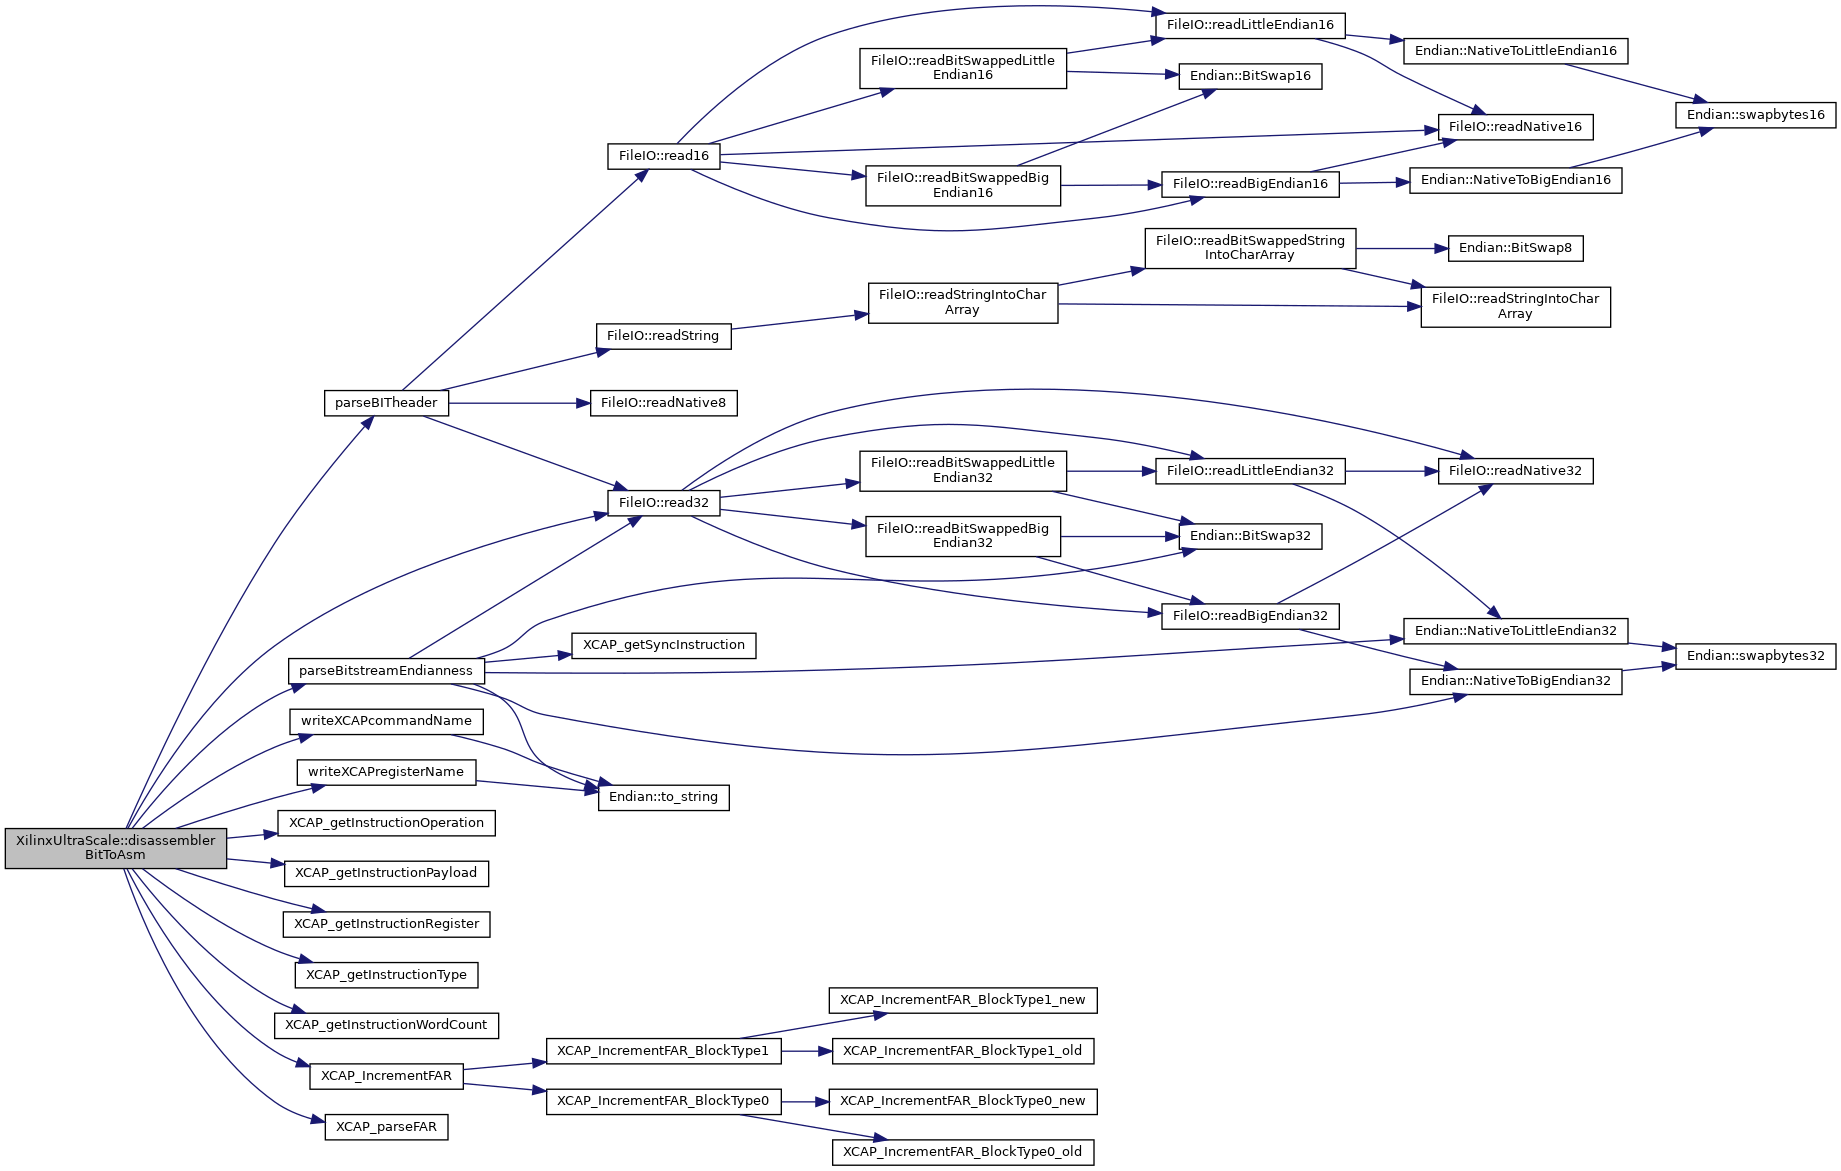 FileIO::readLittleEndian16
Endian::NativeToLittleEndian16
FileIO::readBitSwappedLittle
Endian16
Endian::BitSwap16
Endian::swapbytes16
FileIO::readNative16
FileIO::read16
FileIO::readBitSwappedBig
Endian16
FileIO::readBigEndian16
Endian::NativeToBigEndian16
FileIO::readBitSwappedString
IntoCharArray
Endian::BitSwap8
FileIO::readStringIntoChar
Array
FileIO::readStringIntoChar
Array
FileIO::readString
parseBITheader
FileIO::readNative8
FileIO::readBitSwappedLittle
Endian32
FileIO::readLittleEndian32
FileIO::readNative32
FileIO::read32
FileIO::readBitSwappedBig
Endian32
Endian::BitSwap32
FileIO::readBigEndian32
Endian::NativeToLittleEndian32
XCAP_getSyncInstruction
Endian::swapbytes32
parseBitstreamEndianness
Endian::NativeToBigEndian32
writeXCAPcommandName
writeXCAPregisterName
Endian::to_string
XCAP_getInstructionOperation
XilinxUltraScale::disassembler
BitToAsm
XCAP_getInstructionPayload
XCAP_getInstructionRegister
XCAP_getInstructionType
XCAP_getInstructionWordCount
XCAP_IncrementFAR_BlockType1_new
XCAP_IncrementFAR_BlockType1
XCAP_IncrementFAR_BlockType1_old
XCAP_IncrementFAR
XCAP_IncrementFAR_BlockType0
XCAP_IncrementFAR_BlockType0_new
XCAP_parseFAR
XCAP_IncrementFAR_BlockType0_old